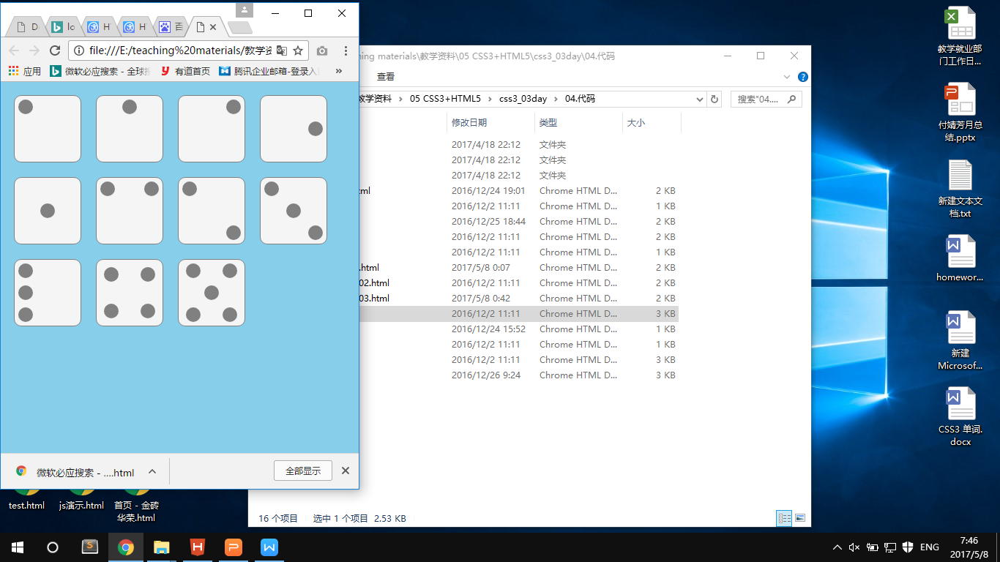 D
lo
H
H
百
file:///E:/teaching%20materials/教学资
应用
微软必应搜索 - 全球
有道首页
腾讯企业邮箱-登录入
»
微软必应搜索 - ....html
全部显示
test.html
js演示.html
首页 - 金砖
华荣.html
ing materials\教学资料\05 CSS3+HTML5\css3_03day\04.代码
查看
教学资料
05 CSS3+HTML5
css3_03day
04.代码
搜索"04....
修改日期 类型 大小
2017/4/18 22:12 文件夹
2017/4/18 22:12 文件夹
2017/4/18 22:12 文件夹
ml 2016/12/24 19:01 Chrome HTML D... 2 KB
2016/12/2 11:11 Chrome HTML D... 1 KB
2016/12/25 18:44 Chrome HTML D... 2 KB
2016/12/2 11:11 Chrome HTML D... 2 KB
2016/12/2 11:11 Chrome HTML D... 1 KB
.html 2017/5/8 0:07 Chrome HTML D... 2 KB
02.html 2016/12/2 11:11 Chrome HTML D... 2 KB
03.html 2017/5/8 0:42 Chrome HTML D... 2 KB
2016/12/2 11:11 Chrome HTML D... 3 KB
2016/12/24 15:52 Chrome HTML D... 1 KB
2016/12/2 11:11 Chrome HTML D... 1 KB
2016/12/2 11:11 Chrome HTML D... 3 KB
2016/12/26 9:24 Chrome HTML D... 3 KB
16 个项目 选中 1 个项目 2.53 KB
教学就业部
门工作日...
付婧芳月总
结.pptx
新建文本文
档.txt
homewor...
新建
Microsof...
CSS3 单词.
docx
ENG
7:46
2017/5/8